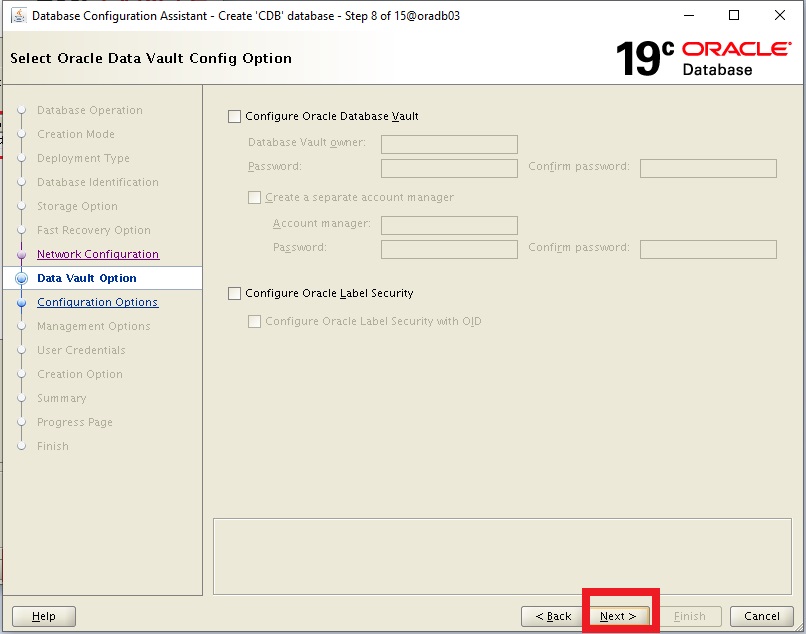 Database Configuration Assistant - Create 'CDB' database - Step 8 of 15@oradb03
Select Oracle Data Vault Config Option
19c ORACLE
Database
Database Operation
Creation Mode
Deployment Type
Database Identification
Storage Option
Fast Recovery Option
Network Configuration
Data Vault Option
Configuration Options
Management Options
User Credentials
Creation Option
Summary
Progress Page
Finish
Configure Oracle Database Vault
Database Vault owner:
Password: Confirm password:
Create a separate account manager
Account manager:
Password: Confirm password:
Configure Oracle Label Security
Configure Oracle Label Security with OID
Help < Back Next > Finish Cancel